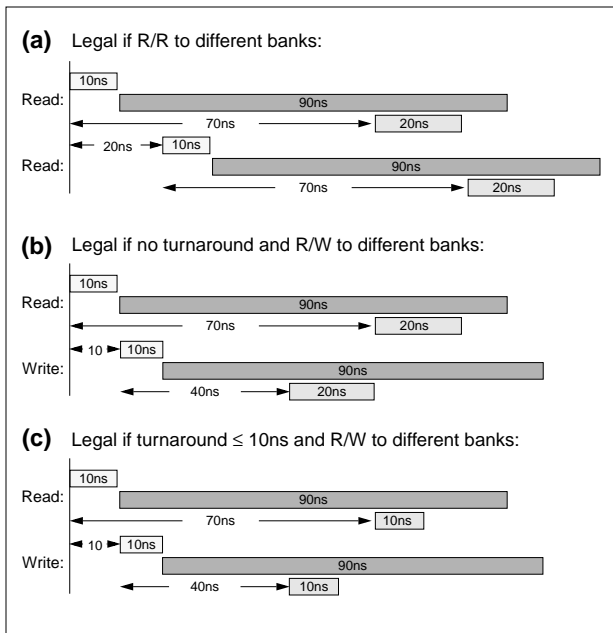 (a) Legal if R/R to different banks:
10ns
Read:
90ns
70ns 20ns
20ns 10ns
Read:
90ns
70ns 20ns
(b) Legal if no turnaround and R/W to different banks:
10ns
Read:
90ns
70ns 20ns
10 10ns
Write:
90ns
40ns 20ns
(c) Legal if turnaround ≤ 10ns and R/W to different banks:
10ns
Read:
90ns
70ns 10ns
10 10ns
Write:
90ns
40ns 10ns